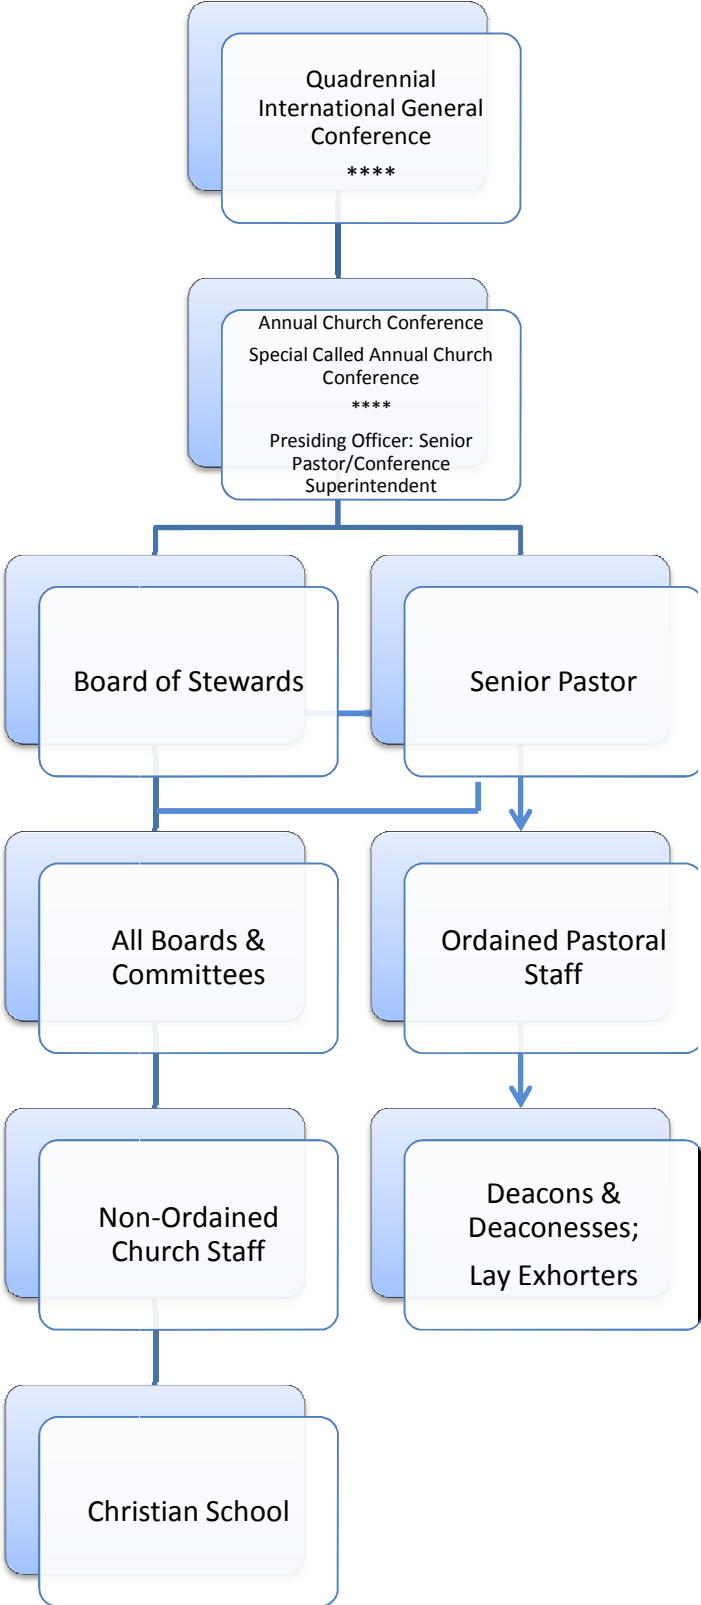 Quadrennial
International General
Conference
****
Annual Church Conference
Special Called Annual Church
Conference
****
Presiding Officer: Senior
Pastor/Conference
Superintendent
Board of Stewards
Senior Pastor
All Boards &
Committees
Ordained Pastoral
Staff
Non-Ordained
Church Staff
Deacons &
Deaconesses;
Lay Exhorters
Christian School